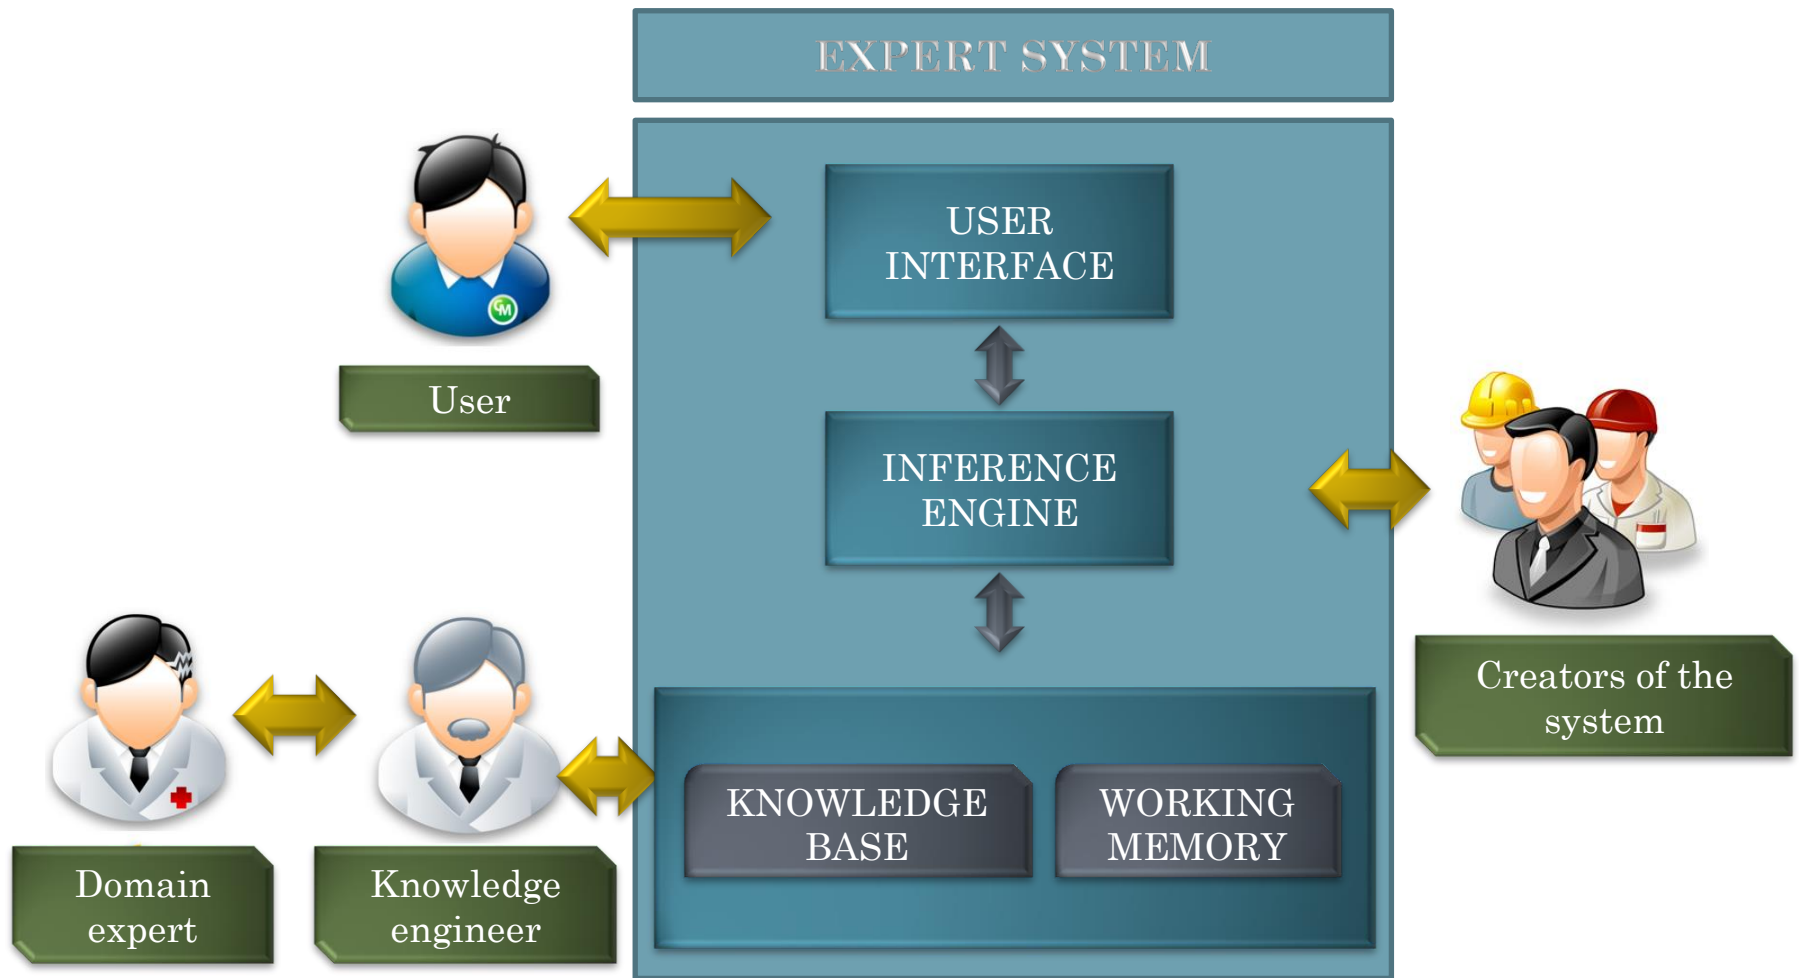 EXPERT SYSTEM
USER
INTERFACE
GM
User
INFERENCE
ENGINE
Creators of the
system
KNOWLEDGE
BASE
WORKING
MEMORY
Domain
expert
Knowledge
engineer